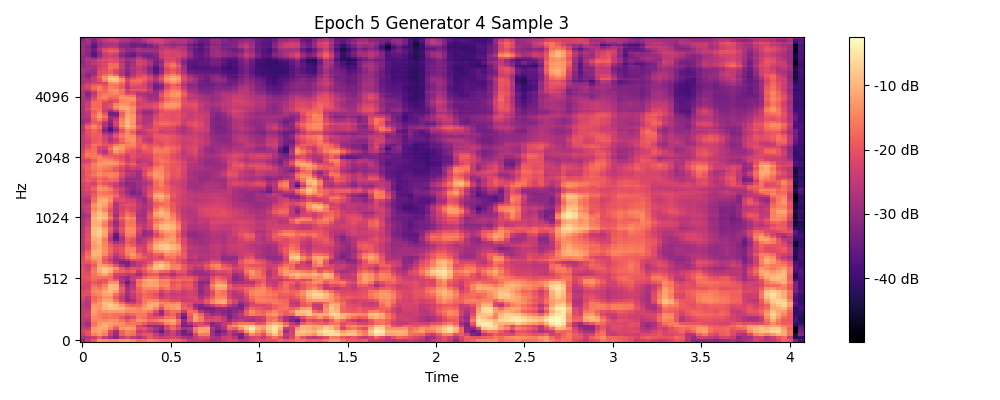 Epoch 5 Generator 4 Sample 3
Hz
4096
2048
1024
512
0
0 0.5 1 1.5 2 2.5 3 3.5 4
Time
-10 dB
-20 dB
-30 dB
-40 dB